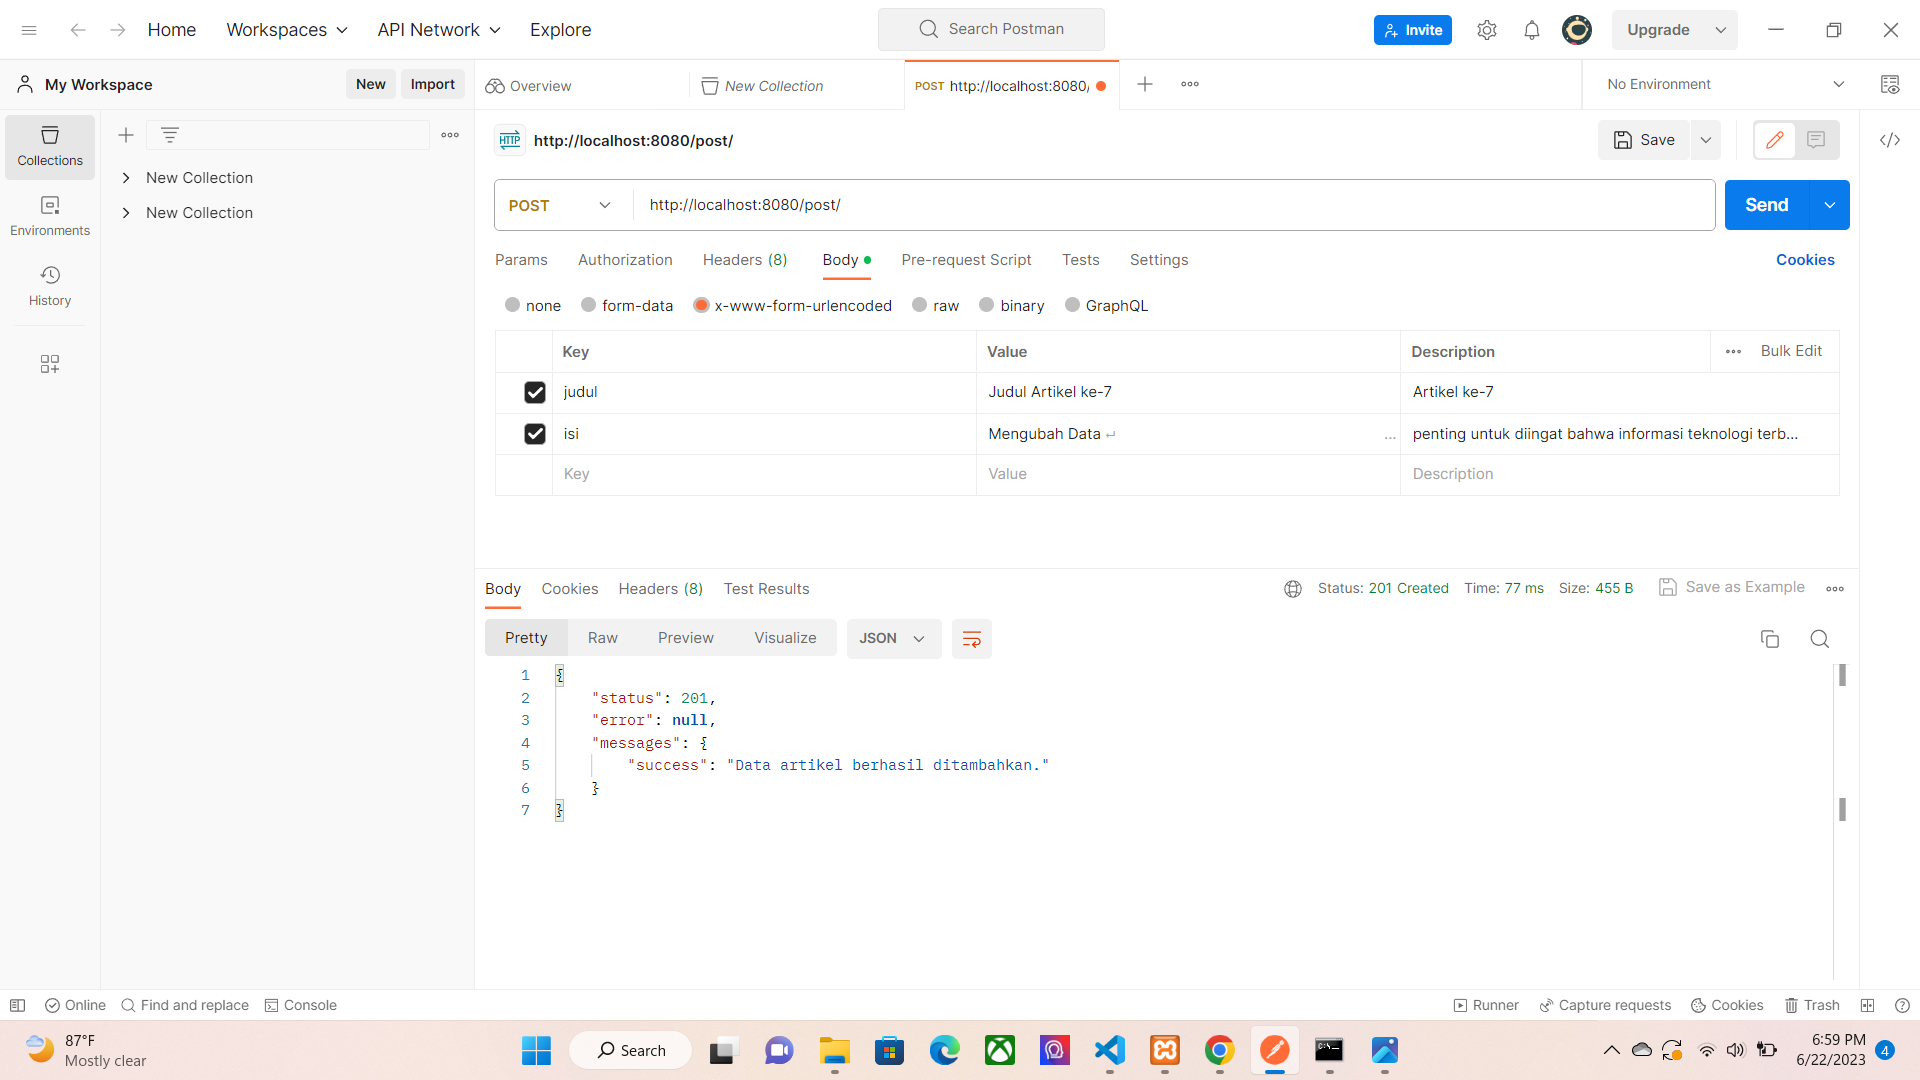 Home Workspaces API Network Explore Search Postman Invite Upgrade
My Workspace New Import Overview New Collection POST http://localhost:8080/ No Environment
Collections
Environments
History
New Collection
New Collection
HTTP http://localhost:8080/post/ Save
POST http://localhost:8080/post/ Send
Params Authorization Headers (8) Body Pre-request Script Tests Settings Cookies
none form-data x-www-form-urlencoded raw binary GraphQL
Key Value Description Bulk Edit
judul Judul Artikel ke-7 Artikel ke-7
isi Mengubah Data ↵ ... penting untuk diingat bahwa informasi teknologi terb...
Key Value Description
Body Cookies Headers (8) Test Results Status: 201 Created Time: 77 ms Size: 455 B Save as Example
Pretty Raw Preview Visualize JSON
1 {
2 "status": 201,
3 "error": null,
4 "messages": {
5 "success": "Data artikel berhasil ditambahkan."
6 }
7 }
Online Find and replace Console Runner Capture requests Cookies Trash
87°F
Mostly clear
Search
6:59 PM
6/22/2023 4